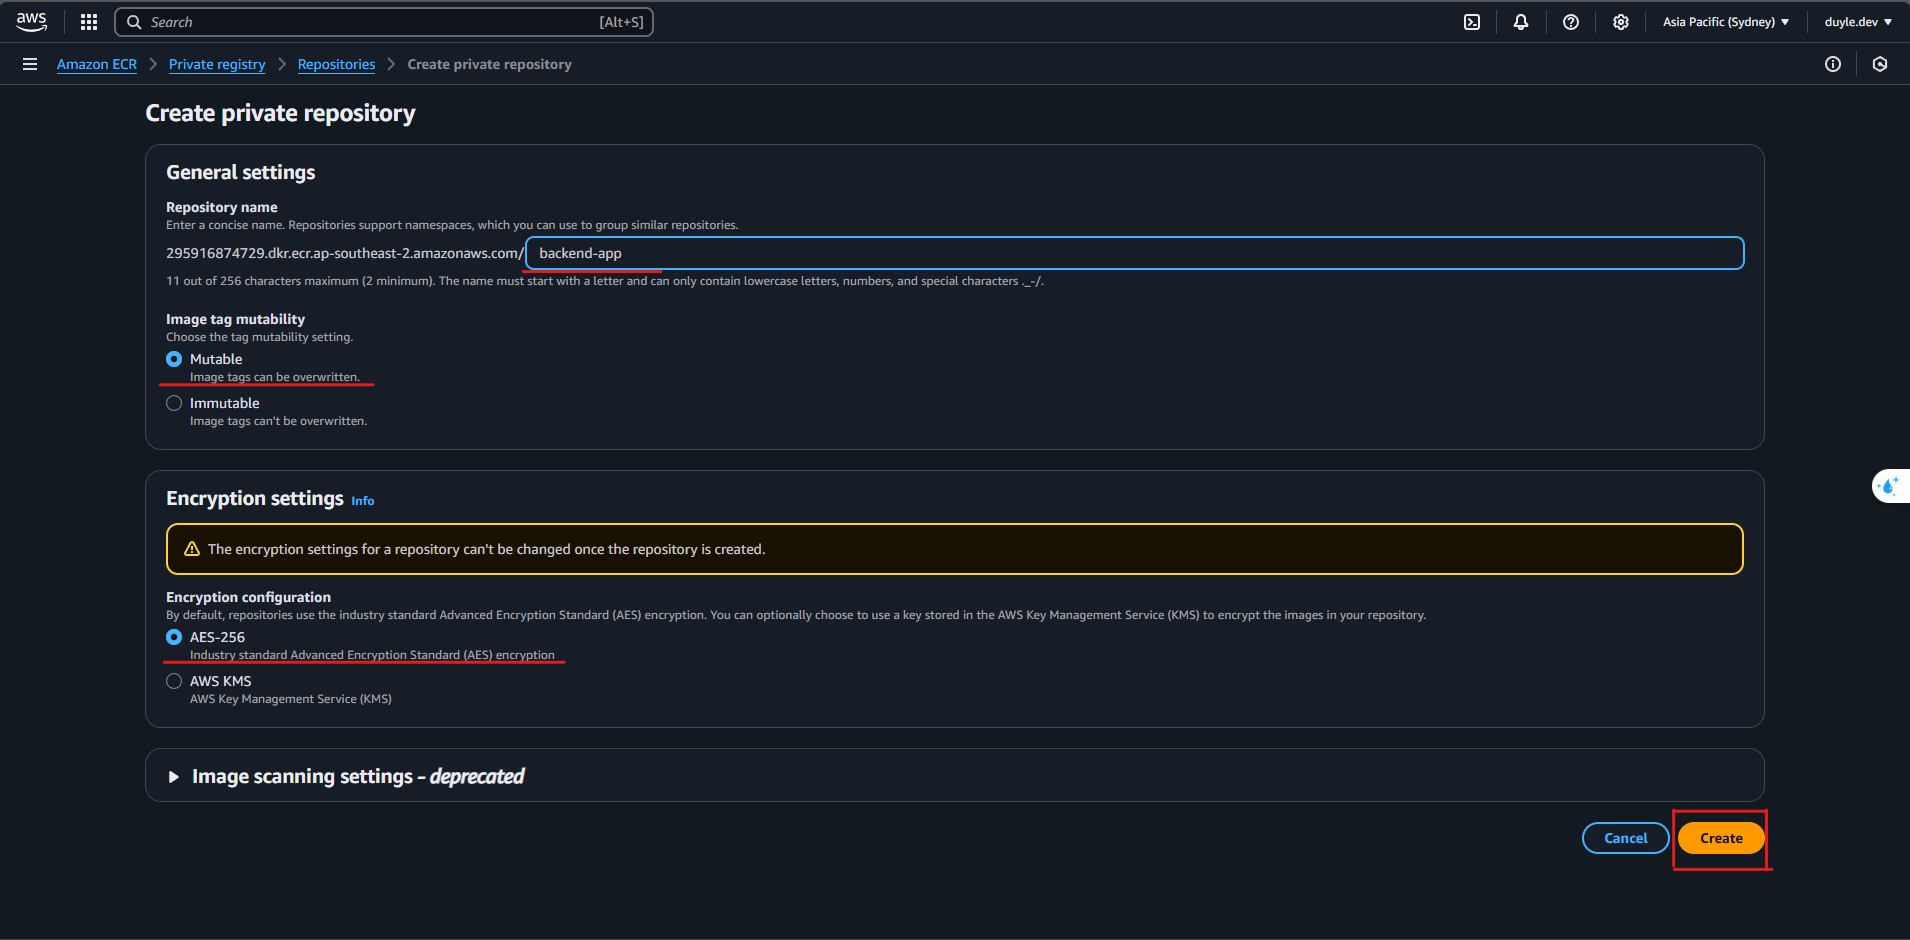 aws
Search [Alt+S]
Asia Pacific (Sydney)
duyle.dev
Amazon ECR
Private registry
Repositories
Create private repository
Create private repository
General settings
Repository name
Enter a concise name. Repositories support namespaces, which you can use to group similar repositories.
295916874729.dkr.ecr.ap-southeast-2.amazonaws.com/ backend-app
11 out of 256 characters maximum (2 minimum). The name must start with a letter and can only contain lowercase letters, numbers, and special characters ._-/.
Image tag mutability
Choose the tag mutability setting.
Mutable
Image tags can be overwritten.
Immutable
Image tags can't be overwritten.
Encryption settings Info
The encryption settings for a repository can't be changed once the repository is created.
Encryption configuration
By default, repositories use the industry standard Advanced Encryption Standard (AES) encryption. You can optionally choose to use a key stored in the AWS Key Management Service (KMS) to encrypt the images in your repository.
AES-256
Industry standard Advanced Encryption Standard (AES) encryption
AWS KMS
AWS Key Management Service (KMS)
Image scanning settings - deprecated
Cancel
Create